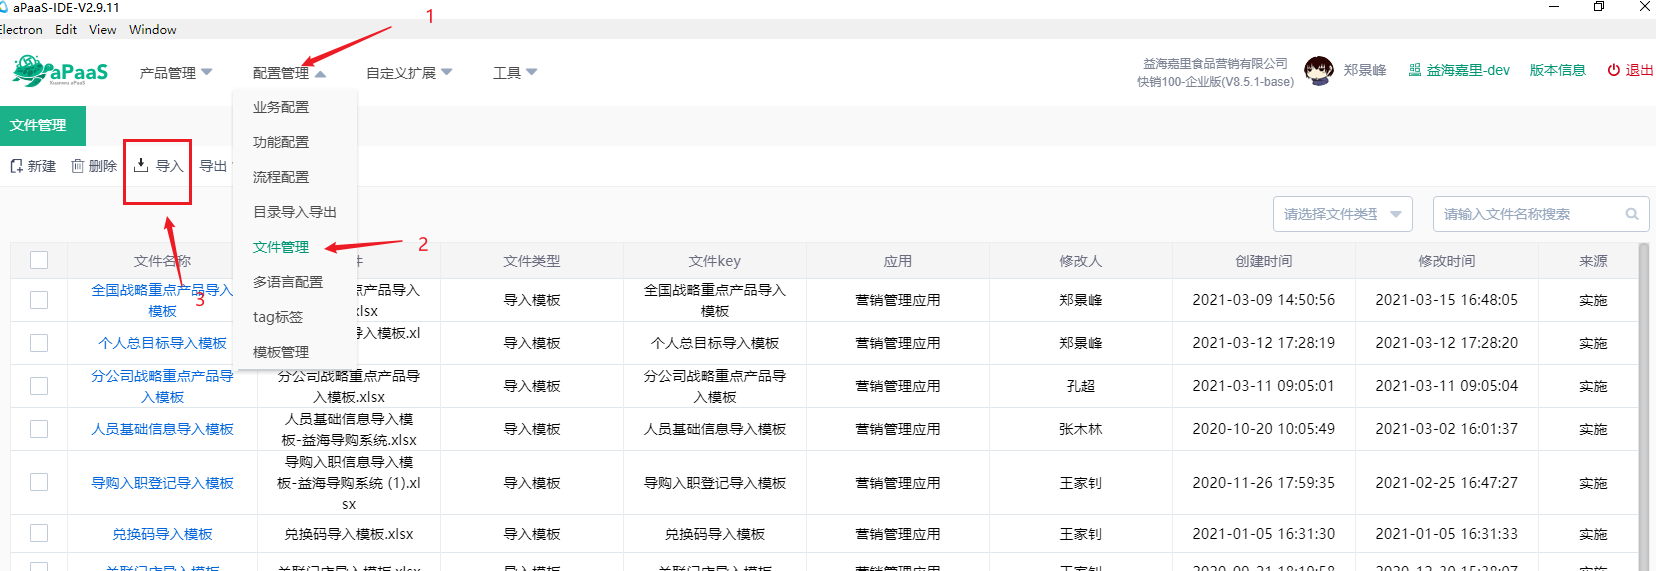 aPaaS-IDE-V2.9.11
Electron Edit View Window
1
aPaaS
产品管理
配置管理
自定义扩展
工具
益海嘉里食品营销有限公司
快销100-企业版(V8.5.1-base)
郑景峰
益海嘉里-dev
版本信息
退出
业务配置
功能配置
流程配置
目录导入导出
文件管理
多语言配置
tag标签
模板管理
2
文件管理
新建
删除
导入
导出
3
请选择文件类型
请输入文件名称搜索
文件名称 件 文件类型 文件key 应用 修改人 创建时间 修改时间 来源
全国战略重点产品导入 点产品导入 全国战略重点产品导入
模板 xlsx 导入模板 模板 营销管理应用 郑景峰 2021-03-09 14:50:56 2021-03-15 16:48:05 实施
个人总目标导入模板 导入模板.xl 导入模板 个人总目标导入模板 营销管理应用 郑景峰 2021-03-12 17:28:19 2021-03-12 17:28:20 实施
分公司战略重点产品导 分公司战略重点产品导 分公司战略重点产品导
入模板 入模板.xlsx 导入模板 入模板 营销管理应用 孔超 2021-03-11 09:05:01 2021-03-11 09:05:04 实施
人员基础信息导入模板 人员基础信息导入模 导入模板 人员基础信息导入模板 营销管理应用 张木林 2020-10-20 10:05:49 2021-03-02 16:01:37 实施
板-益海导购系统.xlsx
导购入职信息导入模
导购入职登记导入模板 板-益海导购系统 (1).xl 导入模板 导购入职登记导入模板 营销管理应用 王家钊 2020-11-26 17:59:35 2021-02-25 16:47:27 实施
sx
兑换码导入模板 兑换码导入模板.xlsx 导入模板 兑换码导入模板 营销管理应用 王家钊 2021-01-05 16:31:30 2021-01-05 16:31:33 实施